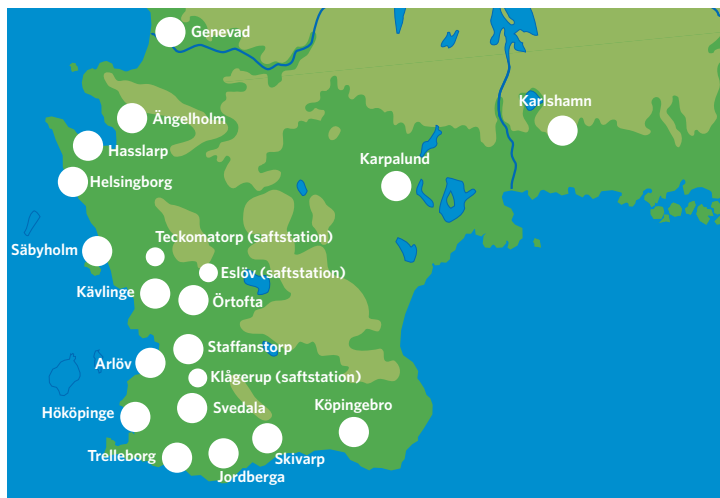 Genevad
Karlshamn
Ängelholm
Hasslarp
Karpalund
Helsingborg
Teckomatorp (saftstation)
Säbyholm
Eslöv (saftstation)
Kävlinge
Örtofta
Staffanstorp
Arlöv
Klågerup (saftstation)
Köpingebro
Svedala
Hököpinge
Trelleborg
Skivarp
Jordberga